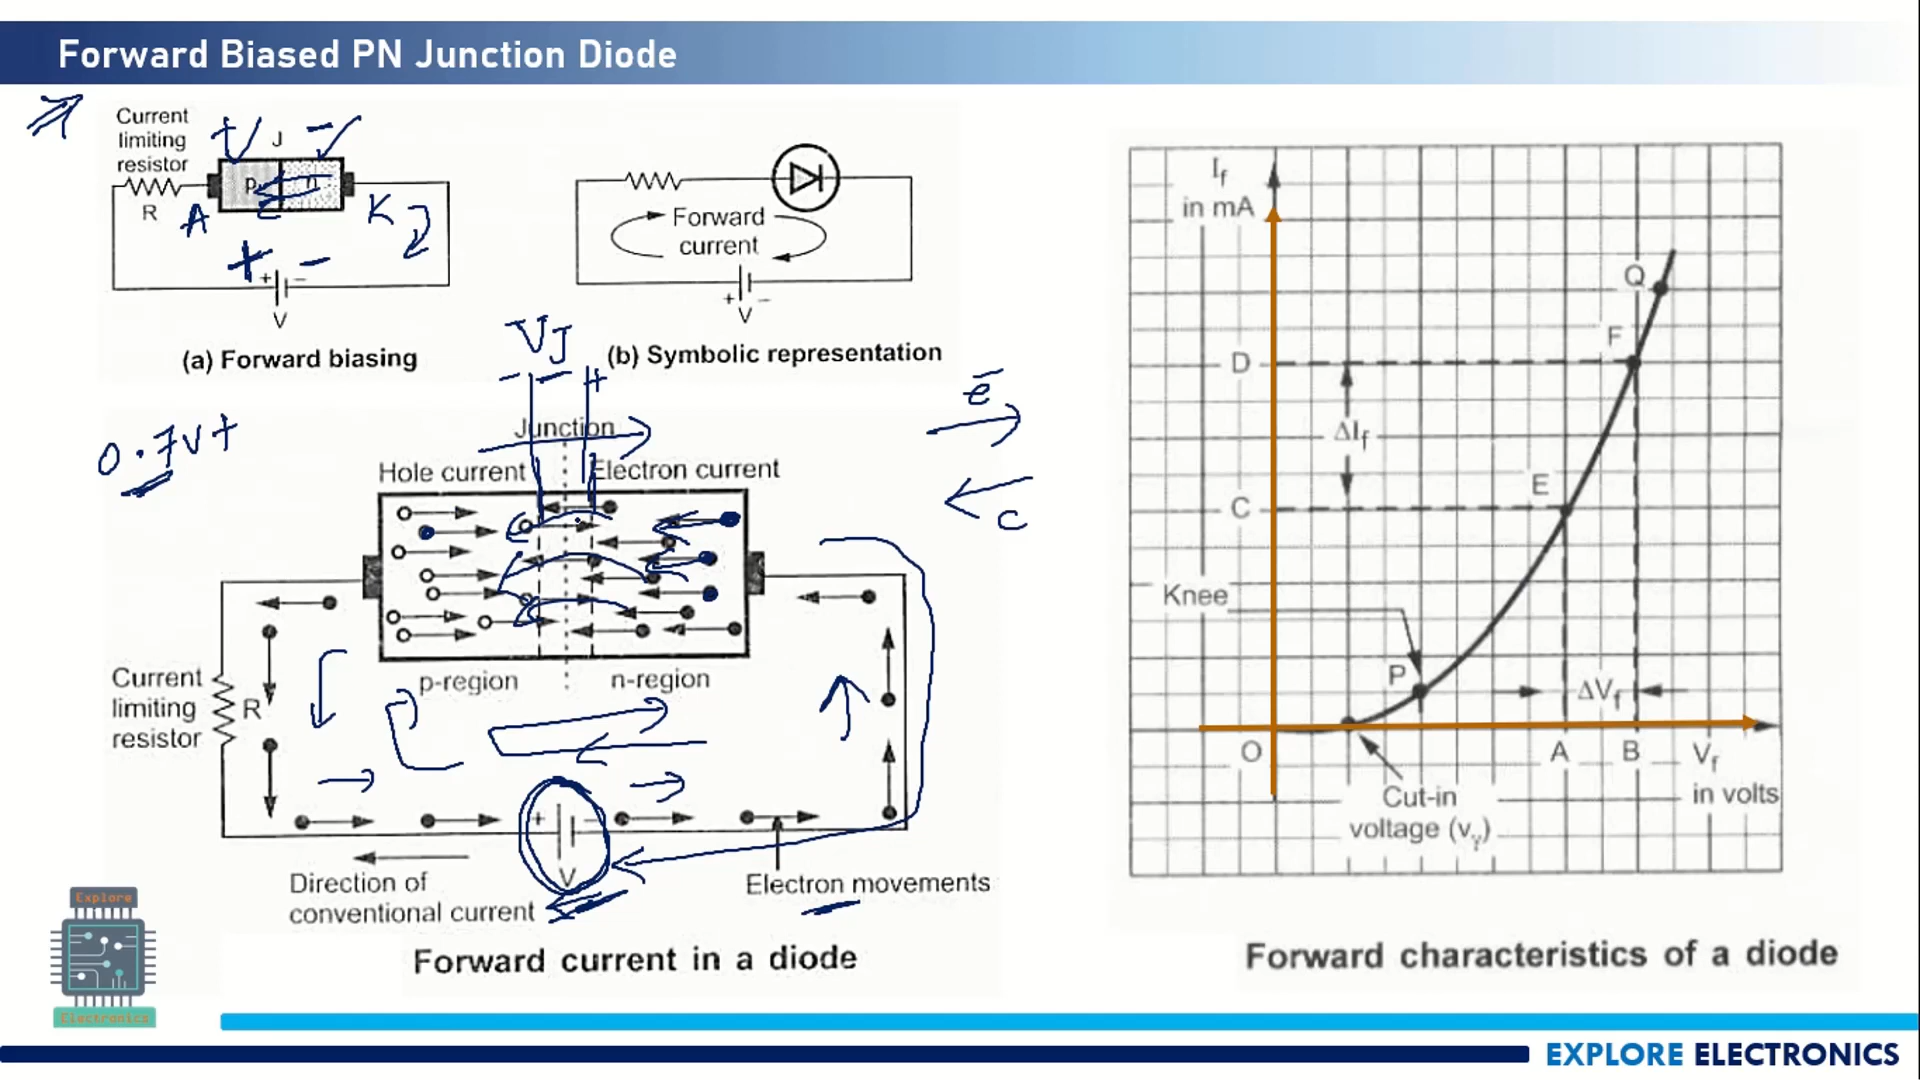 Forward Biased PN Junction Diode
Current
limiting
resistor
+
J
-
p
n
R
A
E
K
+ -
+ -
V
(a) Forward biasing
Forward
current
+ -
V
(b) Symbolic representation
VJ
- - +
0.7V+
Junction
Hole current
Electron current
e̅
C
p-region
n-region
Current
limiting
resistor
R
+ -
V
Direction of
conventional current
Electron movements
Forward current in a diode
If
in mA
Q
F
D
ΔIf
E
C
Knee
P
ΔVf
O
A
B
Vf
in volts
Cut-in
voltage (vγ)
Forward characteristics of a diode
Explore
Electronics
EXPLORE ELECTRONICS